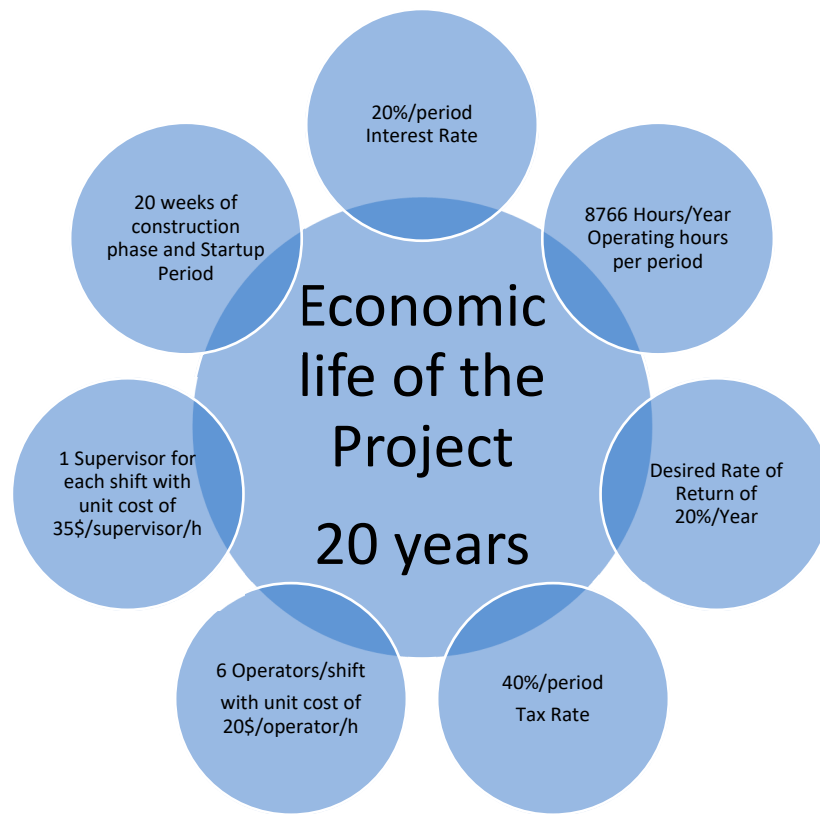 20%/period
Interest Rate
8766 Hours/Year
Operating hours
per period
Desired Rate of
Return of
20%/Year
40%/period
Tax Rate
6 Operators/shift
with unit cost of
20$/operator/h
1 Supervisor for
each shift with
unit cost of
35$/supervisor/h
20 weeks of
construction
phase and Startup
Period
Economic
life of the
Project
20 years